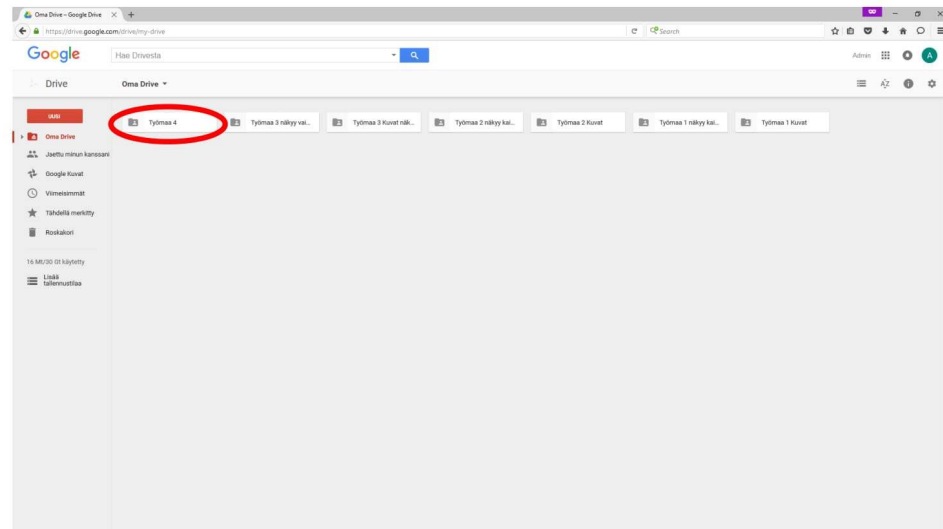 Oma Drive – Google Drive
https://drive.google.com/drive/my-drive
Search
Google
Hae Drivesta
Admin
A
Drive
Oma Drive
AZ
UUSI
Työmaa 4
Työmaa 3 näkyy vai...
Työmaa 3 Kuvat näk...
Työmaa 2 näkyy kai...
Työmaa 2 Kuvat
Työmaa 1 näkyy kai...
Työmaa 1 Kuvat
Oma Drive
Jaettu minun kanssani
Google Kuvat
Viimeisimmät
Tähdellä merkitty
Roskakori
16 Mt/30 Gt käytetty
Lisää
tallennustilaa